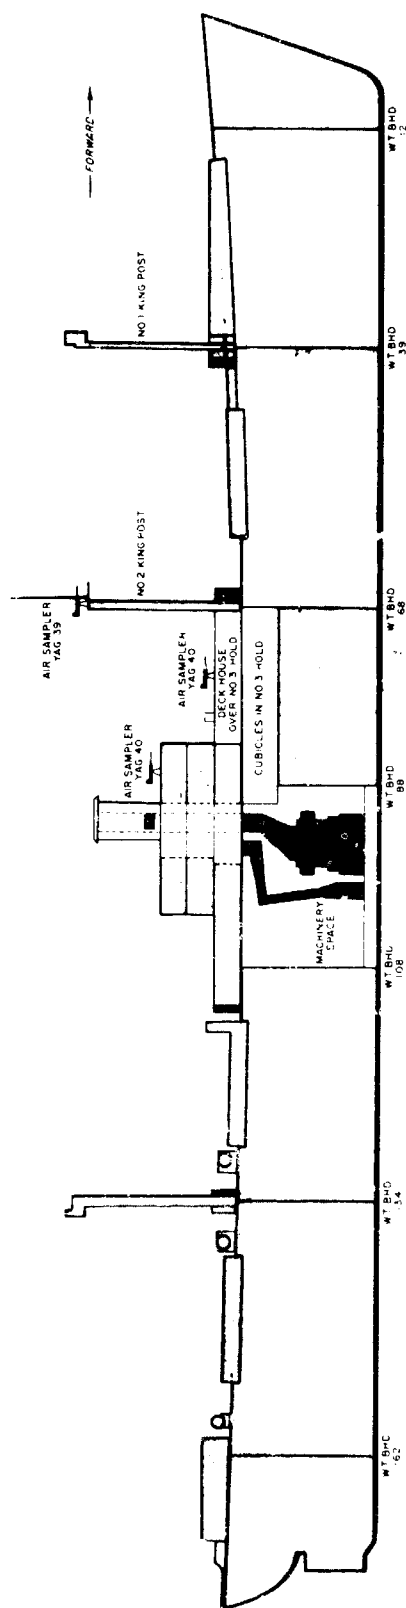 FORWARD
AIR SAMPLER
YAG 39
AIR SAMPLER
YAG 40
NO. 2 KING POST
NO. 1 KING POST
AIR SAMPLER
YAG 40
DECK HOUSE
OVER NO 3 HOLD
CUBICLES IN NO. 3 HOLD
MACHINERY
SPACE
WT BHD
162
WT BHD
134
WT BHD
108
WT BHD
88
WT BHD
68
WT BHD
39
WT BHD
12